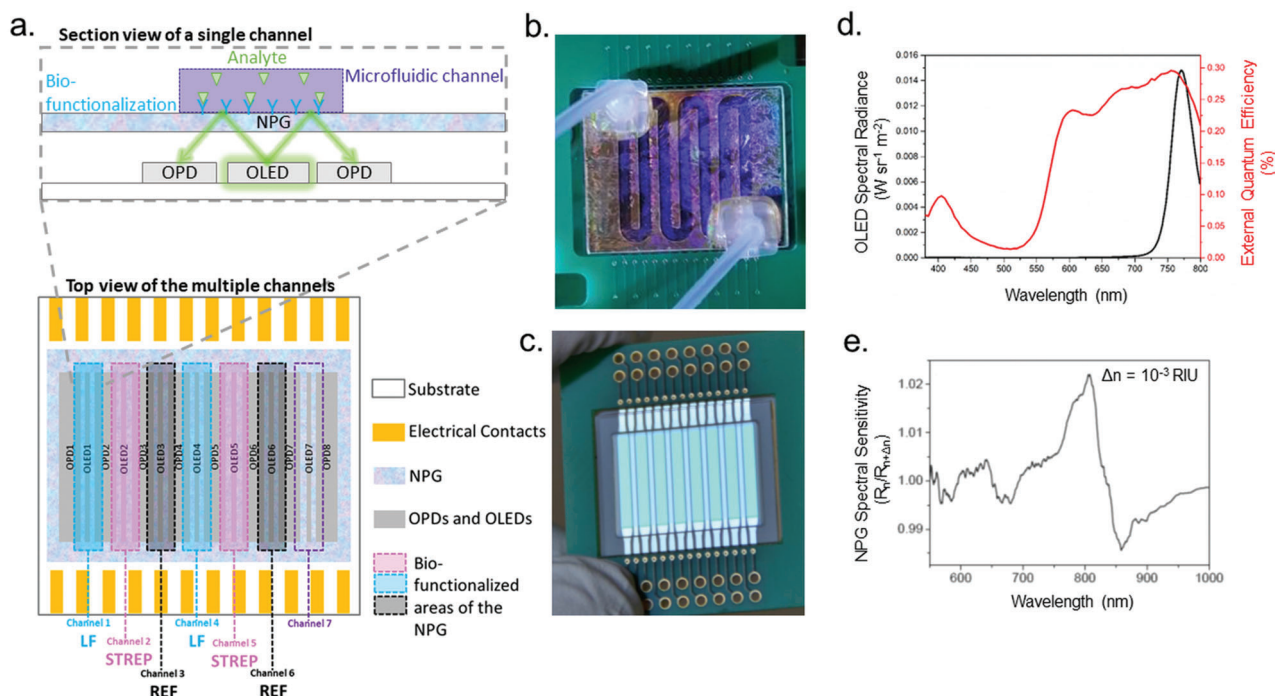 a.
Section view of a single channel
Analyte
Bio-
functionalization
Microfluidic channel
NPG
OPD
OLED
OPD
Top view of the multiple channels
OPD1
OLED1
OPD2
OLED2
OPD3
OLED3
OPD4
OLED4
OPD5
OLED5
OPD6
OLED6
OPD7
OLED7
OPD8
Channel 1
LF
Channel 2
STREP
Channel 3
REF
Channel 4
LF
Channel 5
STREP
Channel 6
REF
Channel 7
Substrate
Electrical Contacts
NPG
OPDs and OLEDs
Bio-
functionalized
areas of the
NPG
b.
c.
d.
OLED Spectral Radiance
(W sr⁻¹ m⁻²)
0.016
0.014
0.012
0.010
0.008
0.006
0.004
0.002
0.000
400
450
500
550
600
650
700
750
800
Wavelength (nm)
0.30
0.25
0.20
0.15
0.10
0.05
0.00
External Quantum Efficiency
(%)
e.
NPG Spectral Sensitivity
(Rₙ/Rₙ₊Δₙ)
1.02
1.00
0.99
Δn = 10⁻³ RIU
600
700
800
900
1000
Wavelength (nm)